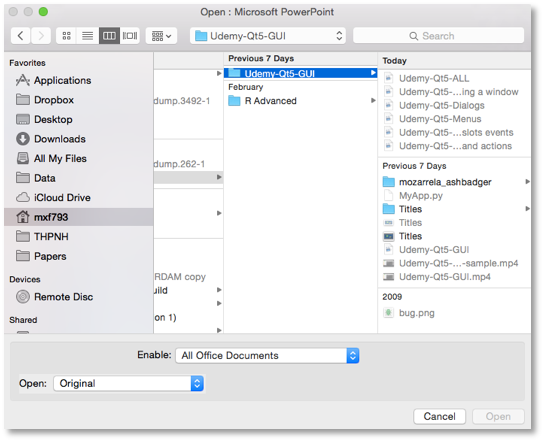 Open : Microsoft PowerPoint
Udemy-Qt5-GUI
Search
Favorites
Applications
Dropbox
Desktop
Downloads
All My Files
Data
iCloud Drive
mxf793
THPNH
Papers
Devices
Remote Disc
Shared
dump.3492-1
dump.262-1
RDAM copy
uild
on 1)
Previous 7 Days
Udemy-Qt5-GUI
February
R Advanced
Today
Udemy-Qt5-ALL
Udemy-Qt5-...ing a window
Udemy-Qt5-Dialogs
Udemy-Qt5-Menus
Udemy-Qt5-...slots events
Udemy-Qt5-...and actions
Previous 7 Days
mozarrela_ashbadger
MyApp.py
Titles
Titles
Titles
Udemy-Qt5-GUI
Udemy-Qt5-...-sample.mp4
Udemy-Qt5-GUI.mp4
2009
bug.png
Enable: All Office Documents
Open: Original
Cancel
Open